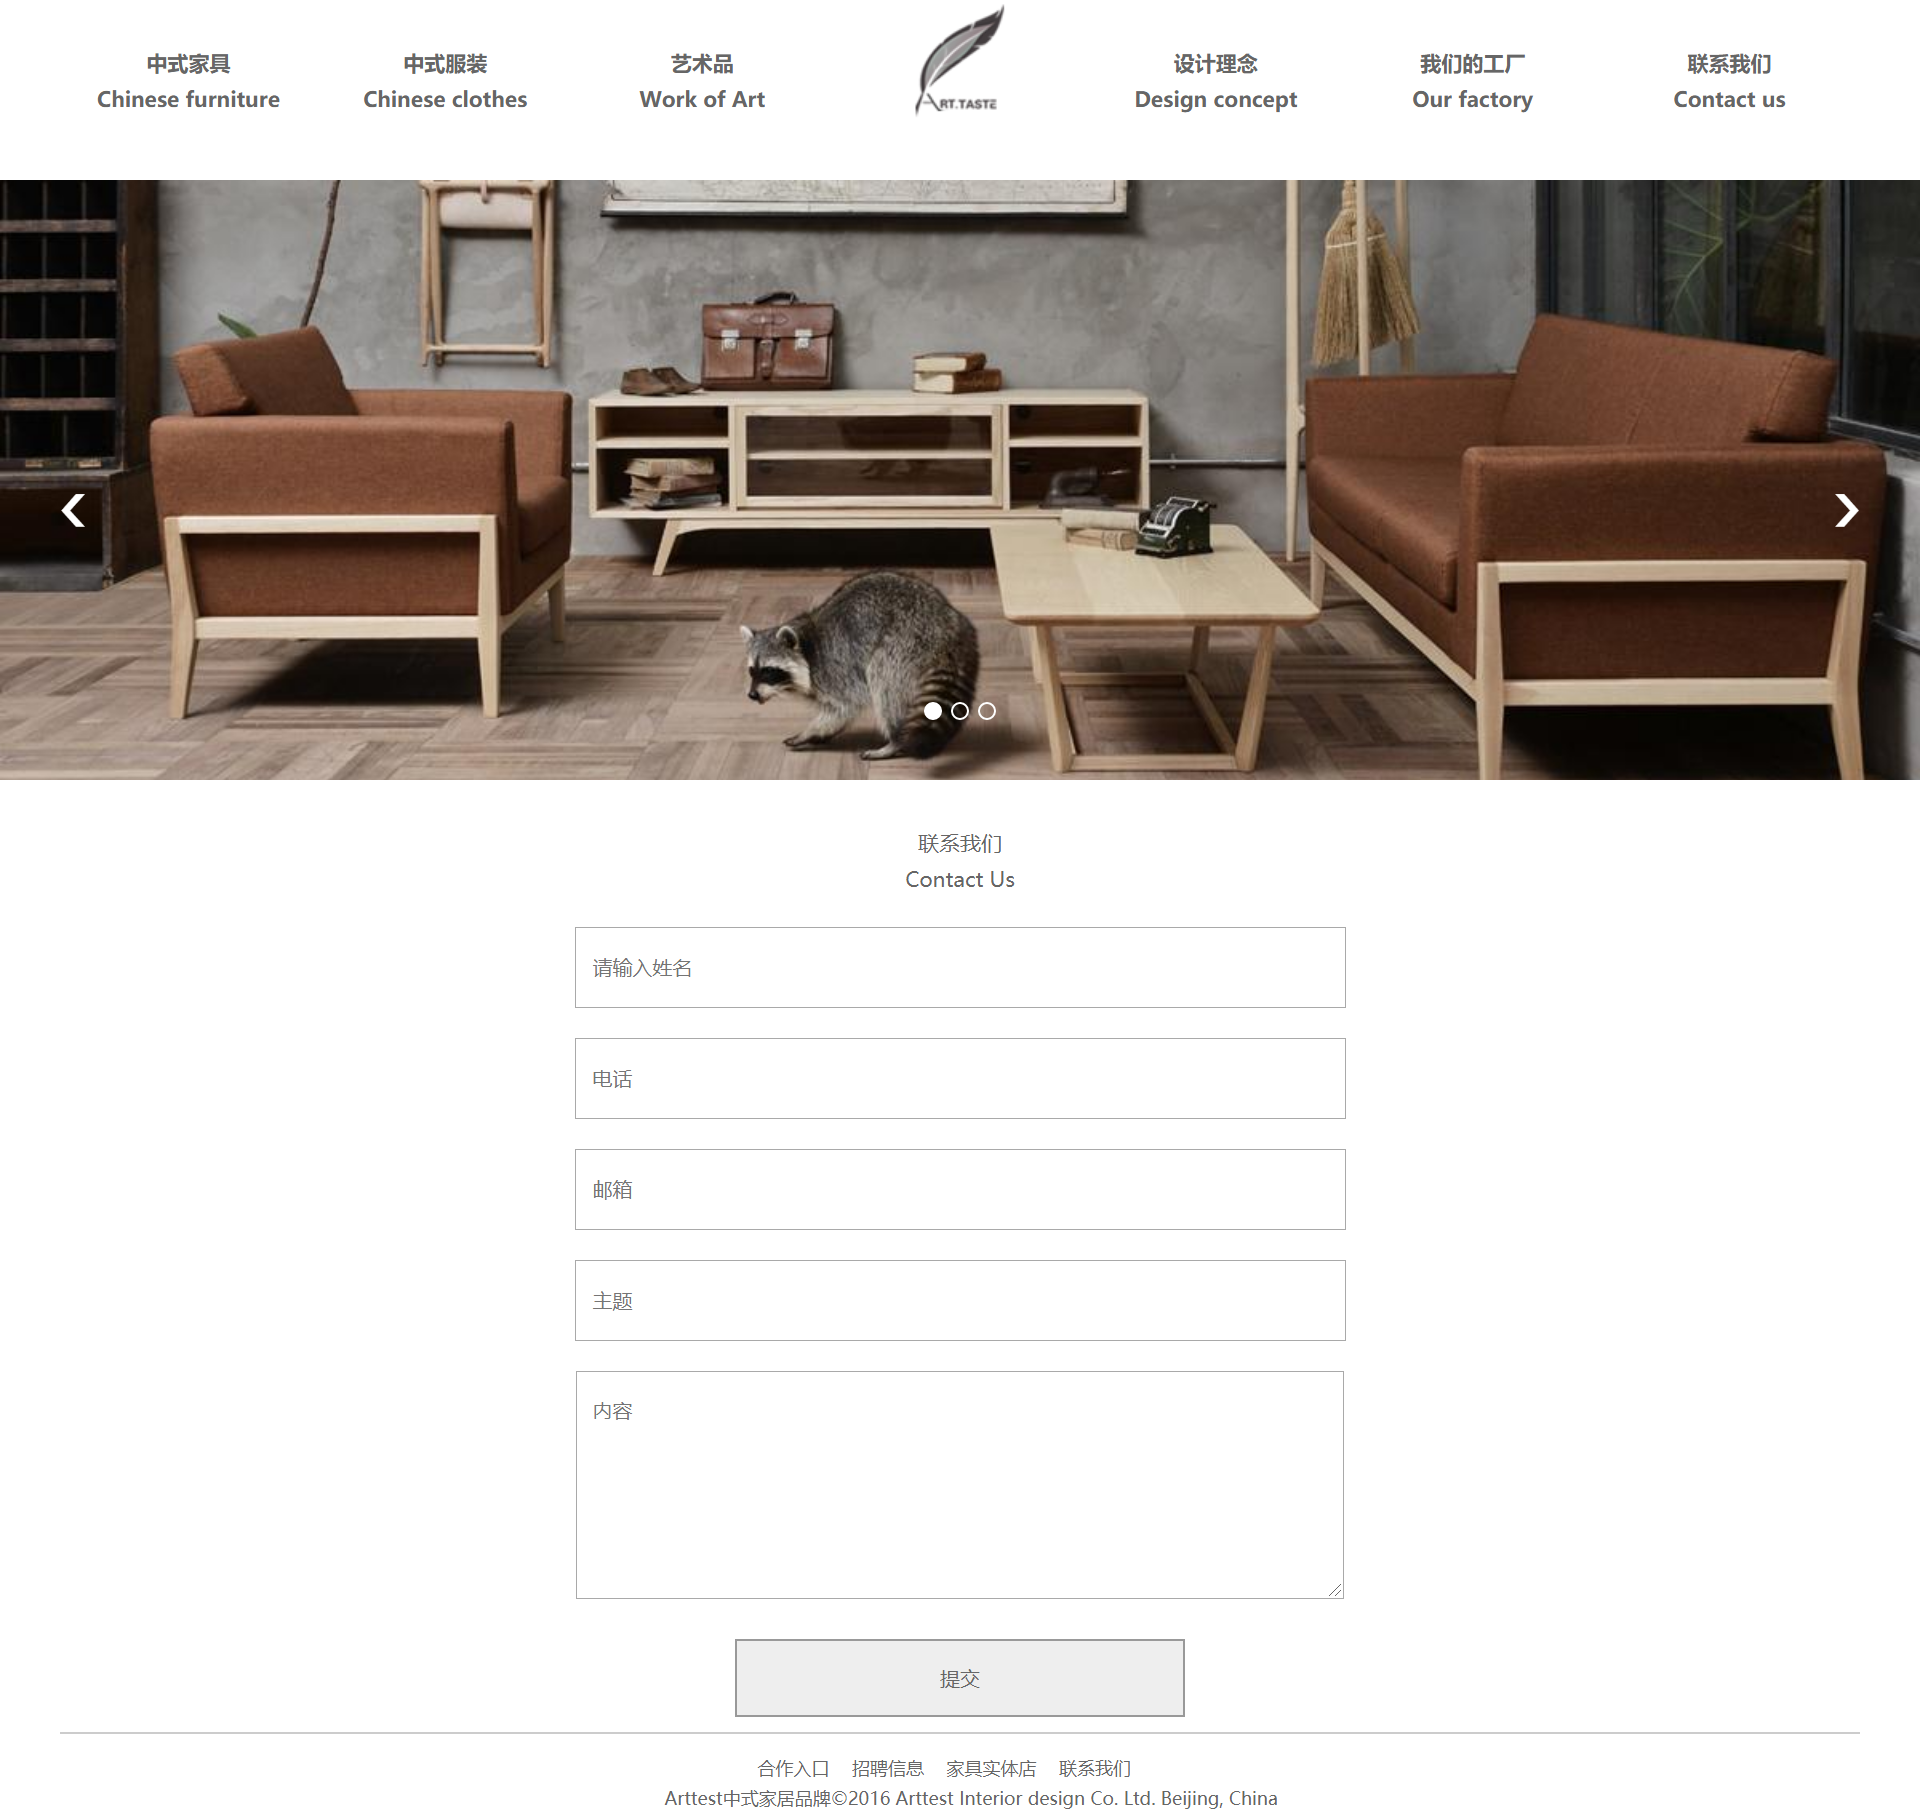 中式家具
Chinese furniture
中式服装
Chinese clothes
艺术品
Work of Art
ART.TASTE
设计理念
Design concept
我们的工厂
Our factory
联系我们
Contact us
联系我们
Contact Us
请输入姓名
电话
邮箱
主题
内容
提交
合作入口 招聘信息 家具实体店 联系我们
Arttest中式家居品牌©2016 Arttest Interior design Co. Ltd. Beijing, China